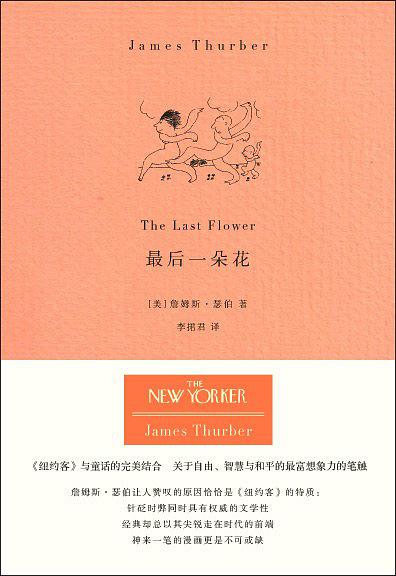 James Thurber
The Last Flower
最后一朵花
[美]詹姆斯·瑟伯 著
李挹君 译
THE
NEW YORKER
James Thurber
《纽约客》与童话的完美结合 关于自由、智慧与和平的最富想象力的笔触
詹姆斯·瑟伯让人赞叹的原因恰恰是《纽约客》的特质：
针砭时弊同时具有权威的文学性
经典却总以其尖锐走在时代的前端
神来一笔的漫画更是不可或缺